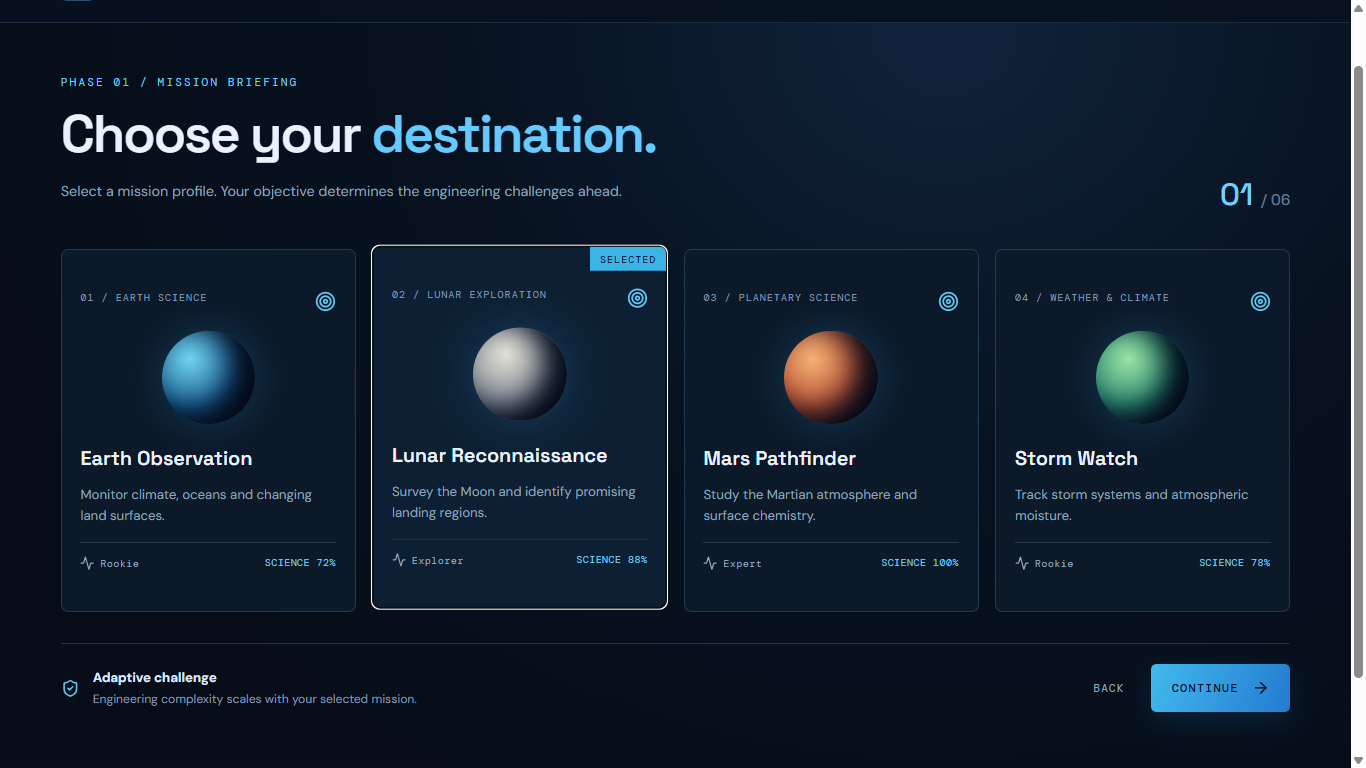 PHASE 01 / MISSION BRIEFING
Choose your destination.
Select a mission profile. Your objective determines the engineering challenges ahead.
01 / 06
01 / EARTH SCIENCE
Earth Observation
Monitor climate, oceans and changing
land surfaces.
Rookie
SCIENCE 72%
SELECTED
02 / LUNAR EXPLORATION
Lunar Reconnaissance
Survey the Moon and identify promising
landing regions.
Explorer
SCIENCE 88%
03 / PLANETARY SCIENCE
Mars Pathfinder
Study the Martian atmosphere and
surface chemistry.
Expert
SCIENCE 100%
04 / WEATHER & CLIMATE
Storm Watch
Track storm systems and atmospheric
moisture.
Rookie
SCIENCE 78%
Adaptive challenge
Engineering complexity scales with your selected mission.
BACK
CONTINUE